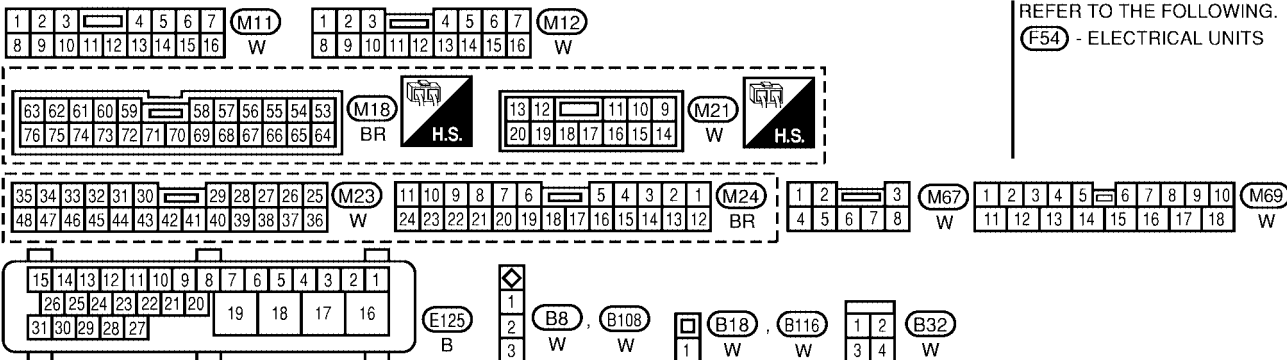 1 2 3 4 5 6 7 M11
8 9 10 11 12 13 14 15 16 W
1 2 3 4 5 6 7 M12
8 9 10 11 12 13 14 15 16 W
REFER TO THE FOLLOWING.
F54 - ELECTRICAL UNITS
63 62 61 60 59 58 57 56 55 54 53 M18
76 75 74 73 72 71 70 69 68 67 66 65 64 BR
H.S.
13 12 11 10 9 M21
20 19 18 17 16 15 14 W
H.S.
35 34 33 32 31 30 29 28 27 26 25 M23
48 47 46 45 44 43 42 41 40 39 38 37 36 W
11 10 9 8 7 6 5 4 3 2 1 M24
24 23 22 21 20 19 18 17 16 15 14 13 12 BR
1 2 3 M67
4 5 6 7 8 W
1 2 3 4 5 6 7 8 9 10 M69
11 12 13 14 15 16 17 18 W
15 14 13 12 11 10 9 8 7 6 5 4 3 2 1
26 25 24 23 22 21 20 19 18 17 16
31 30 29 28 27
E125
B
1
2
3
B8 , B108
W W
1
B18 , B116
W W
1 2
3 4
B32
W